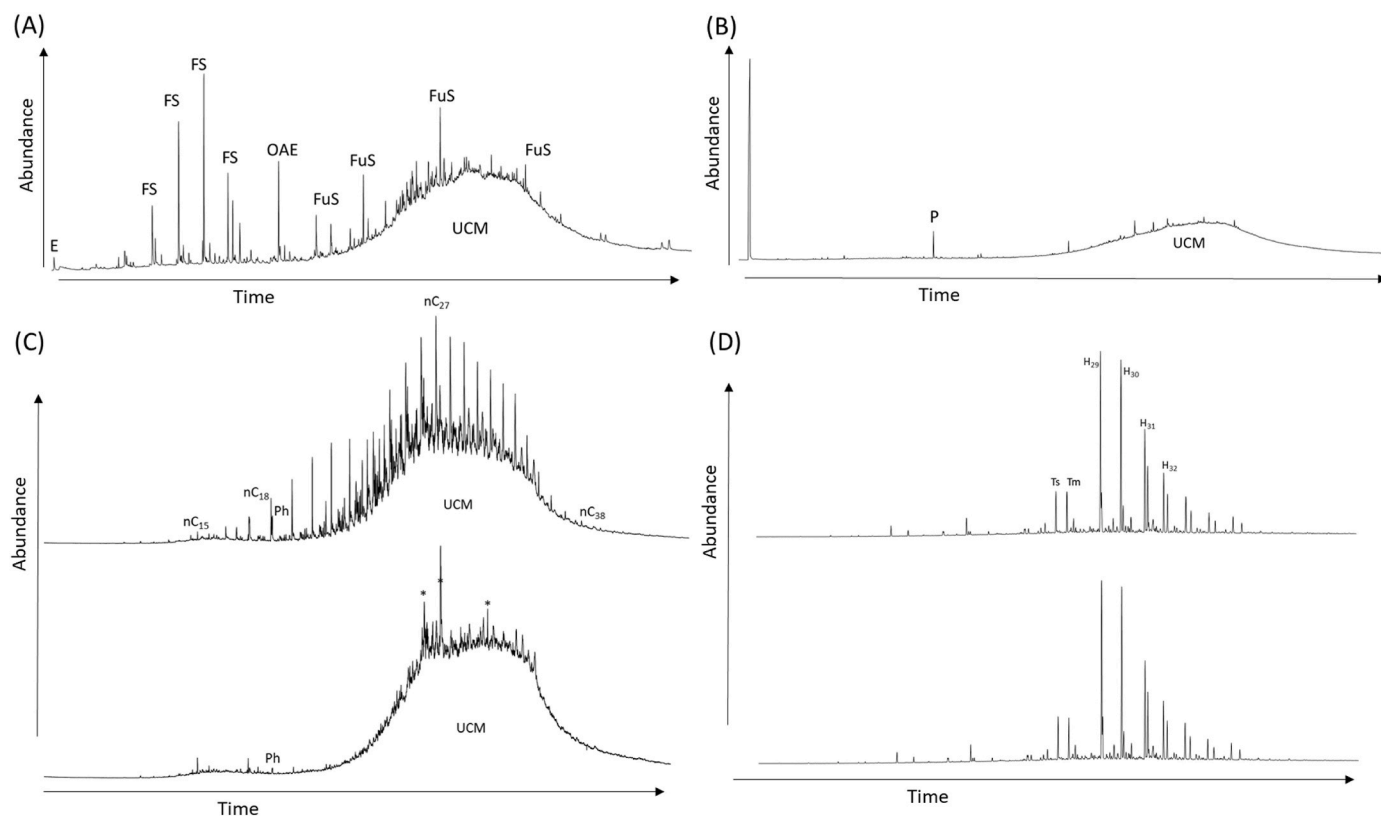 (A)
FS
FS
FuS
OAE
FS
FS
FuS
FuS
FuS
UCM
E
Abundance
Time
(B)
P
UCM
Abundance
Time
(C)
nC₂₇
nC₁₈
Ph
nC₁₅
UCM
nC₃₈
Abundance
*
*
*
UCM
Ph
Time
(D)
H₂₉
H₃₀
H₃₁
H₃₂
Ts Tm
Abundance
Time